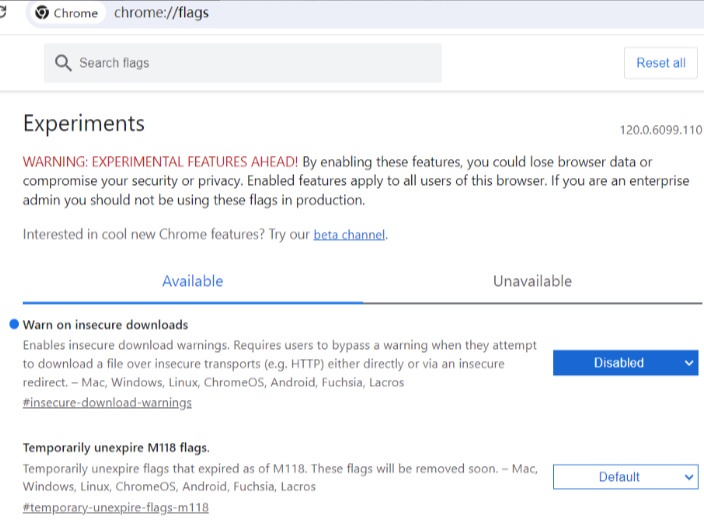 Chrome chrome://flags
Search flags
Reset all
Experiments
120.0.6099.110
WARNING: EXPERIMENTAL FEATURES AHEAD! By enabling these features, you could lose browser data or
compromise your security or privacy. Enabled features apply to all users of this browser. If you are an enterprise
admin you should not be using these flags in production.
Interested in cool new Chrome features? Try our beta channel.
Available
Unavailable
Warn on insecure downloads
Enables insecure download warnings. Requires users to bypass a warning when they attempt
to download a file over insecure transports (e.g. HTTP) either directly or via an insecure
redirect. – Mac, Windows, Linux, ChromeOS, Android, Fuchsia, Lacros
#insecure-download-warnings
Disabled
Temporarily unexpire M118 flags.
Temporarily unexpire flags that expired as of M118. These flags will be removed soon. – Mac,
Windows, Linux, ChromeOS, Android, Fuchsia, Lacros
#temporary-unexpire-flags-m118
Default